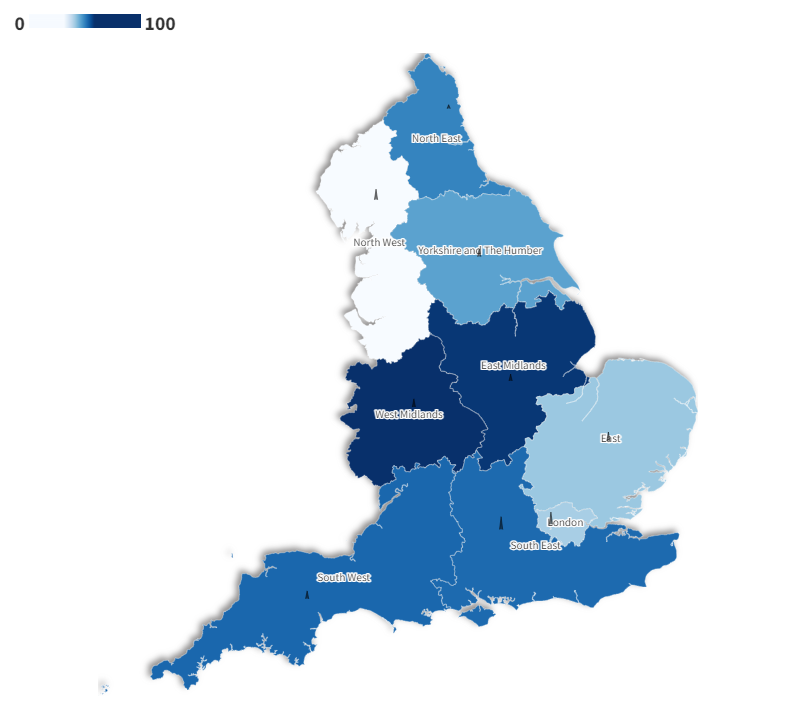 0 100
North East
North West
Yorkshire and The Humber
East Midlands
West Midlands
East
London
South East
South West